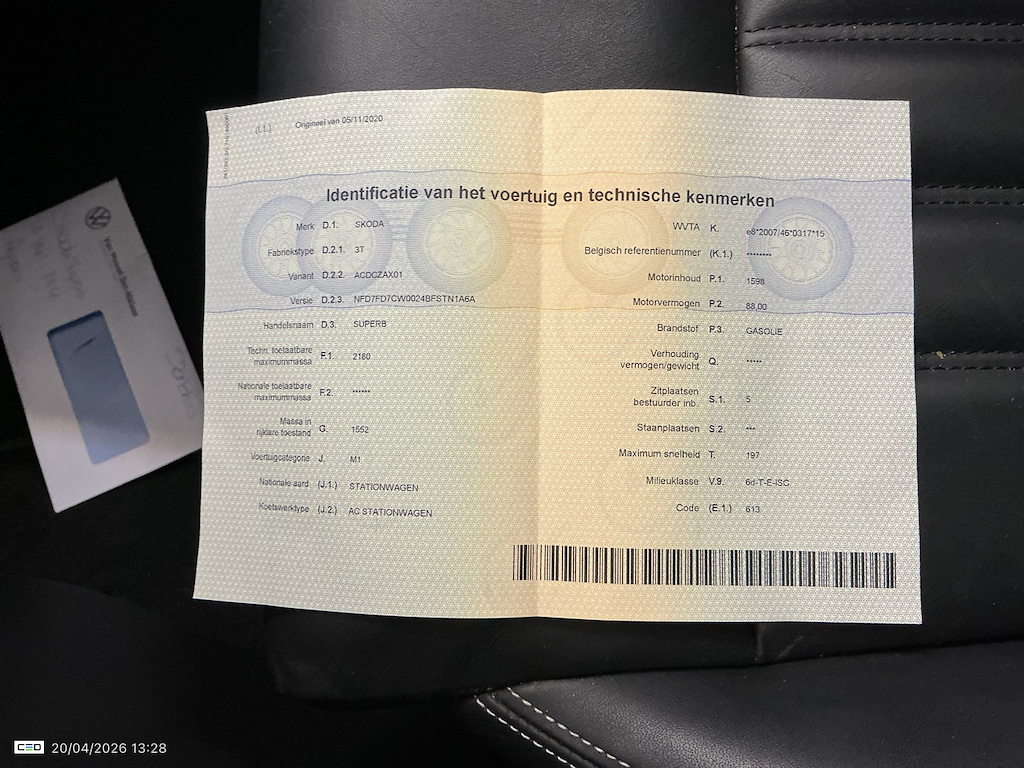 (I.1.) Origineel van 05/11/2020
Identificatie van het voertuig en technische kenmerken
Merk D.1. SKODA
Fabriekstype D.2.1. 3T
Variant D.2.2. ACDCZAX01
Versie D.2.3. NFD7FD7CW0024BFSTN1A6A
Handelsnaam D.3. SUPERB
Techn. toelaatbare
maximummassa F.1. 2180
Nationale toelaatbare
maximummassa F.2. ******
Massa in
rijklare toestand G. 1552
Voertuigcategorie J. M1
Nationale aard (J.1.) STATIONWAGEN
Koetswerktype (J.2.) AC STATIONWAGEN
WVTA K. e8*2007/46*0317*15
Belgisch referentienummer (K.1.) ********
Motorinhoud P.1. 1598
Motorvermogen P.2. 88,00
Brandstof P.3. GASOLIE
Verhouding
vermogen/gewicht Q. *****
Zitplaatsen
bestuurder inb. S.1. 5
Staanplaatsen S.2. ***
Maximum snelheid T. 197
Milieuklasse V.9. 6d-T-E-ISC
Code (E.1.) 613
CEO 20/04/2026 13:28